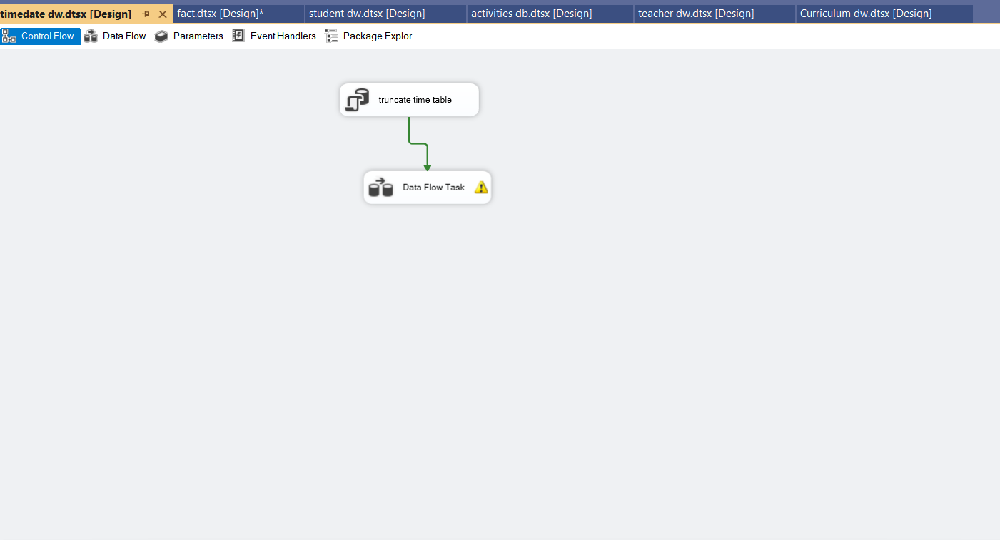 timedate dw.dtsx [Design] fact.dtsx [Design]* student dw.dtsx [Design] activities db.dtsx [Design] teacher dw.dtsx [Design] Curriculum dw.dtsx [Design]
Control Flow Data Flow Parameters Event Handlers Package Explor...
truncate time table
Data Flow Task